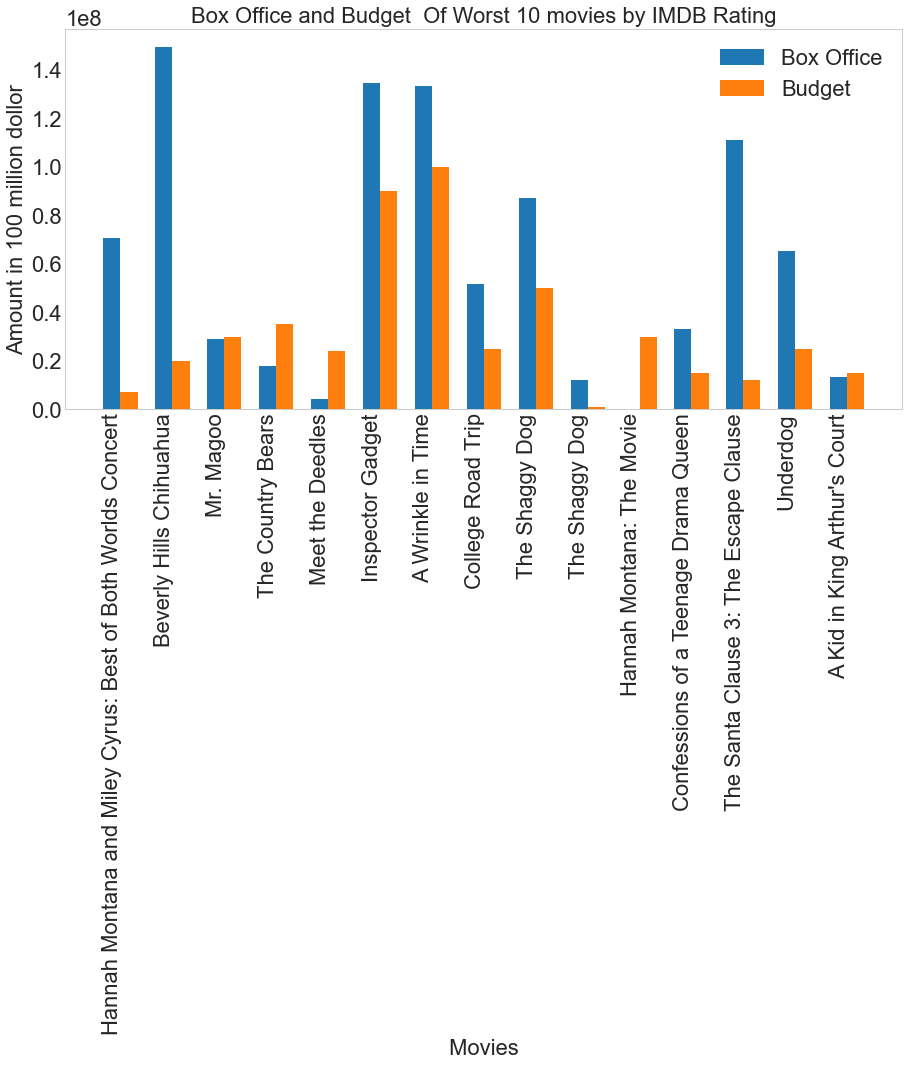 Box Office and Budget  Of Worst 10 movies by IMDB Rating
1e8
Amount in 100 million dollor
1.4
1.2
1.0
0.8
0.6
0.4
0.2
0.0
Box Office
Budget
Hannah Montana and Miley Cyrus: Best of Both Worlds Concert
Beverly Hills Chihuahua
Mr. Magoo
The Country Bears
Meet the Deedles
Inspector Gadget
A Wrinkle in Time
College Road Trip
The Shaggy Dog
The Shaggy Dog
Hannah Montana: The Movie
Confessions of a Teenage Drama Queen
The Santa Clause 3: The Escape Clause
Underdog
A Kid in King Arthur's Court
Movies